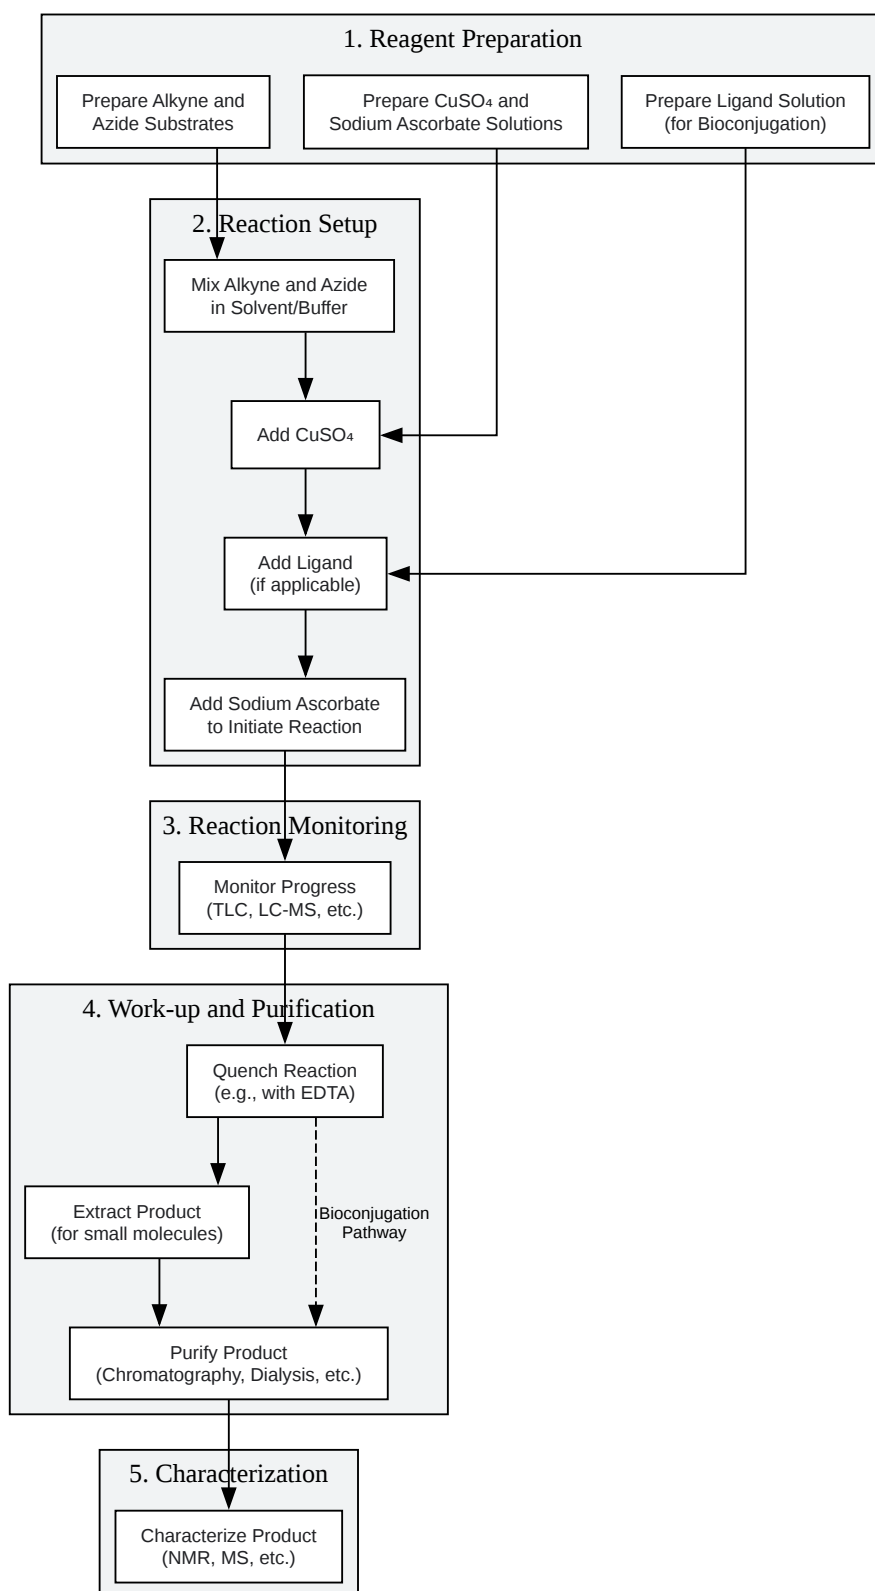 1. Reagent Preparation
Prepare Alkyne and
Azide Substrates
Prepare CuSO₄ and
Sodium Ascorbate Solutions
Prepare Ligand Solution
(for Bioconjugation)
2. Reaction Setup
Mix Alkyne and Azide
in Solvent/Buffer
Add CuSO₄
Add Ligand
(if applicable)
Add Sodium Ascorbate
to Initiate Reaction
3. Reaction Monitoring
Monitor Progress
(TLC, LC-MS, etc.)
4. Work-up and Purification
Quench Reaction
(e.g., with EDTA)
Extract Product
(for small molecules)
Bioconjugation
Pathway
Purify Product
(Chromatography, Dialysis, etc.)
5. Characterization
Characterize Product
(NMR, MS, etc.)